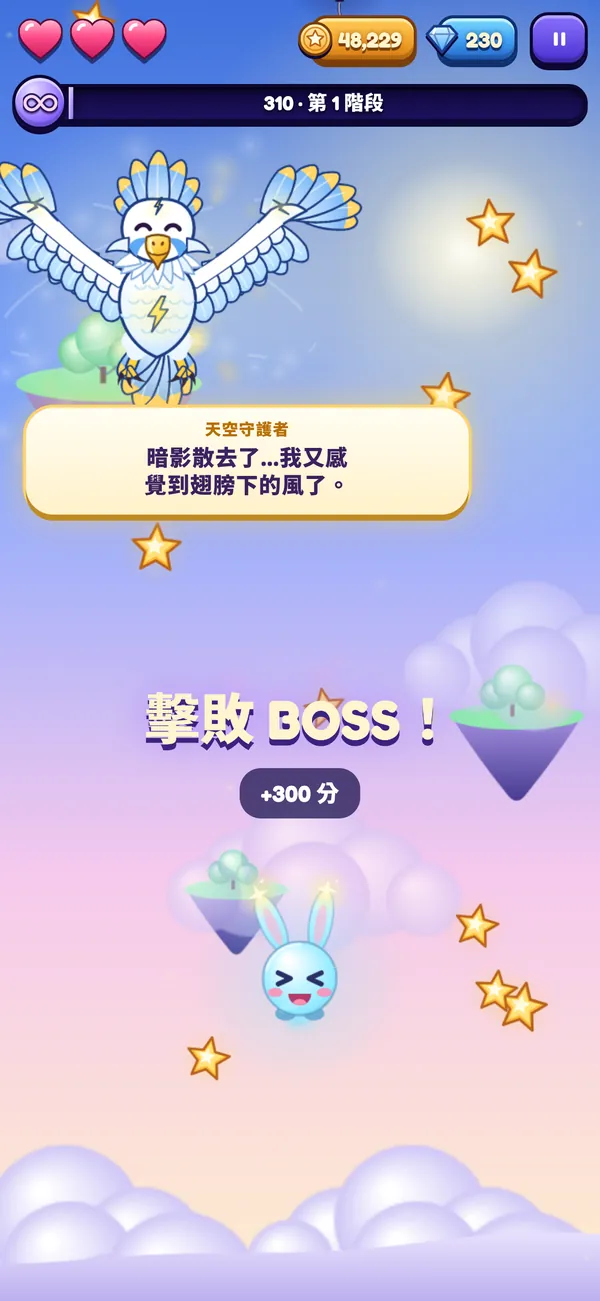 48,229
230
310 · 第 1 階段
天空守護者
暗影散去了...我又感
覺到翅膀下的風了。
擊敗 BOSS！
+300 分